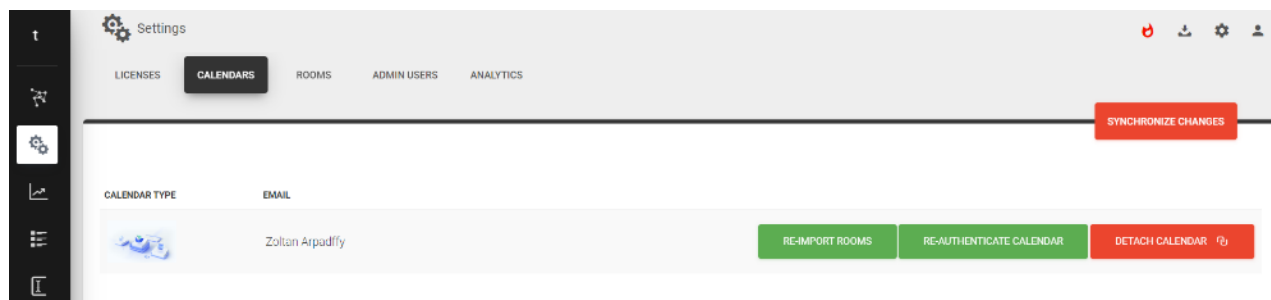 t
Settings
LICENSES CALENDARS ROOMS ADMIN USERS ANALYTICS
SYNCHRONIZE CHANGES
CALENDAR TYPE EMAIL
Zoltan Arpadffy RE-IMPORT ROOMS RE-AUTHENTICATE CALENDAR DETACH CALENDAR